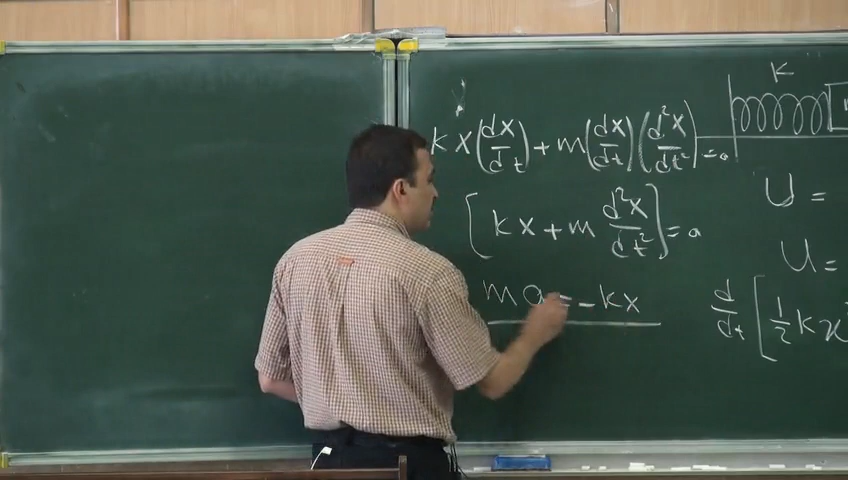 k
kx(dx/dt) + m(dx/dt)(d²x/dt²) = 0
U =
[kx + m d²x/dt²] = 0
U =
ma = -kx
d/dt [1/2 kx